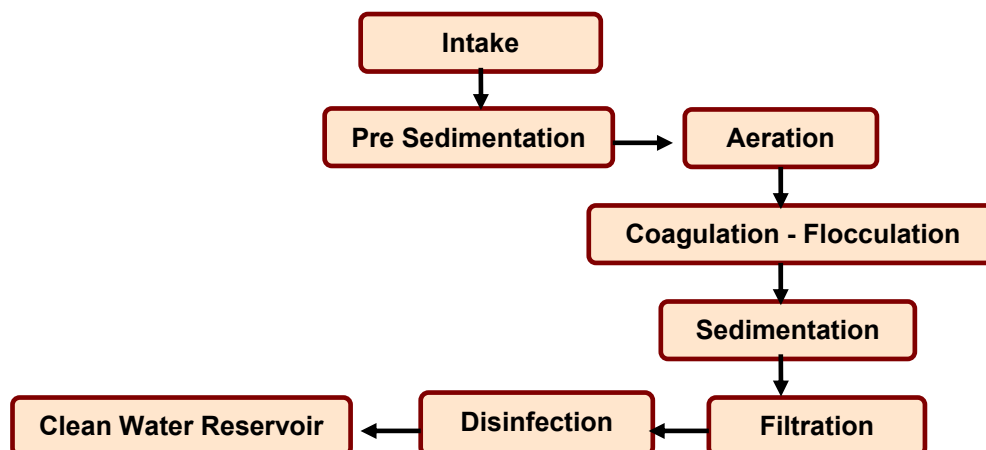 Intake
Pre Sedimentation
Aeration
Coagulation - Flocculation
Sedimentation
Filtration
Disinfection
Clean Water Reservoir